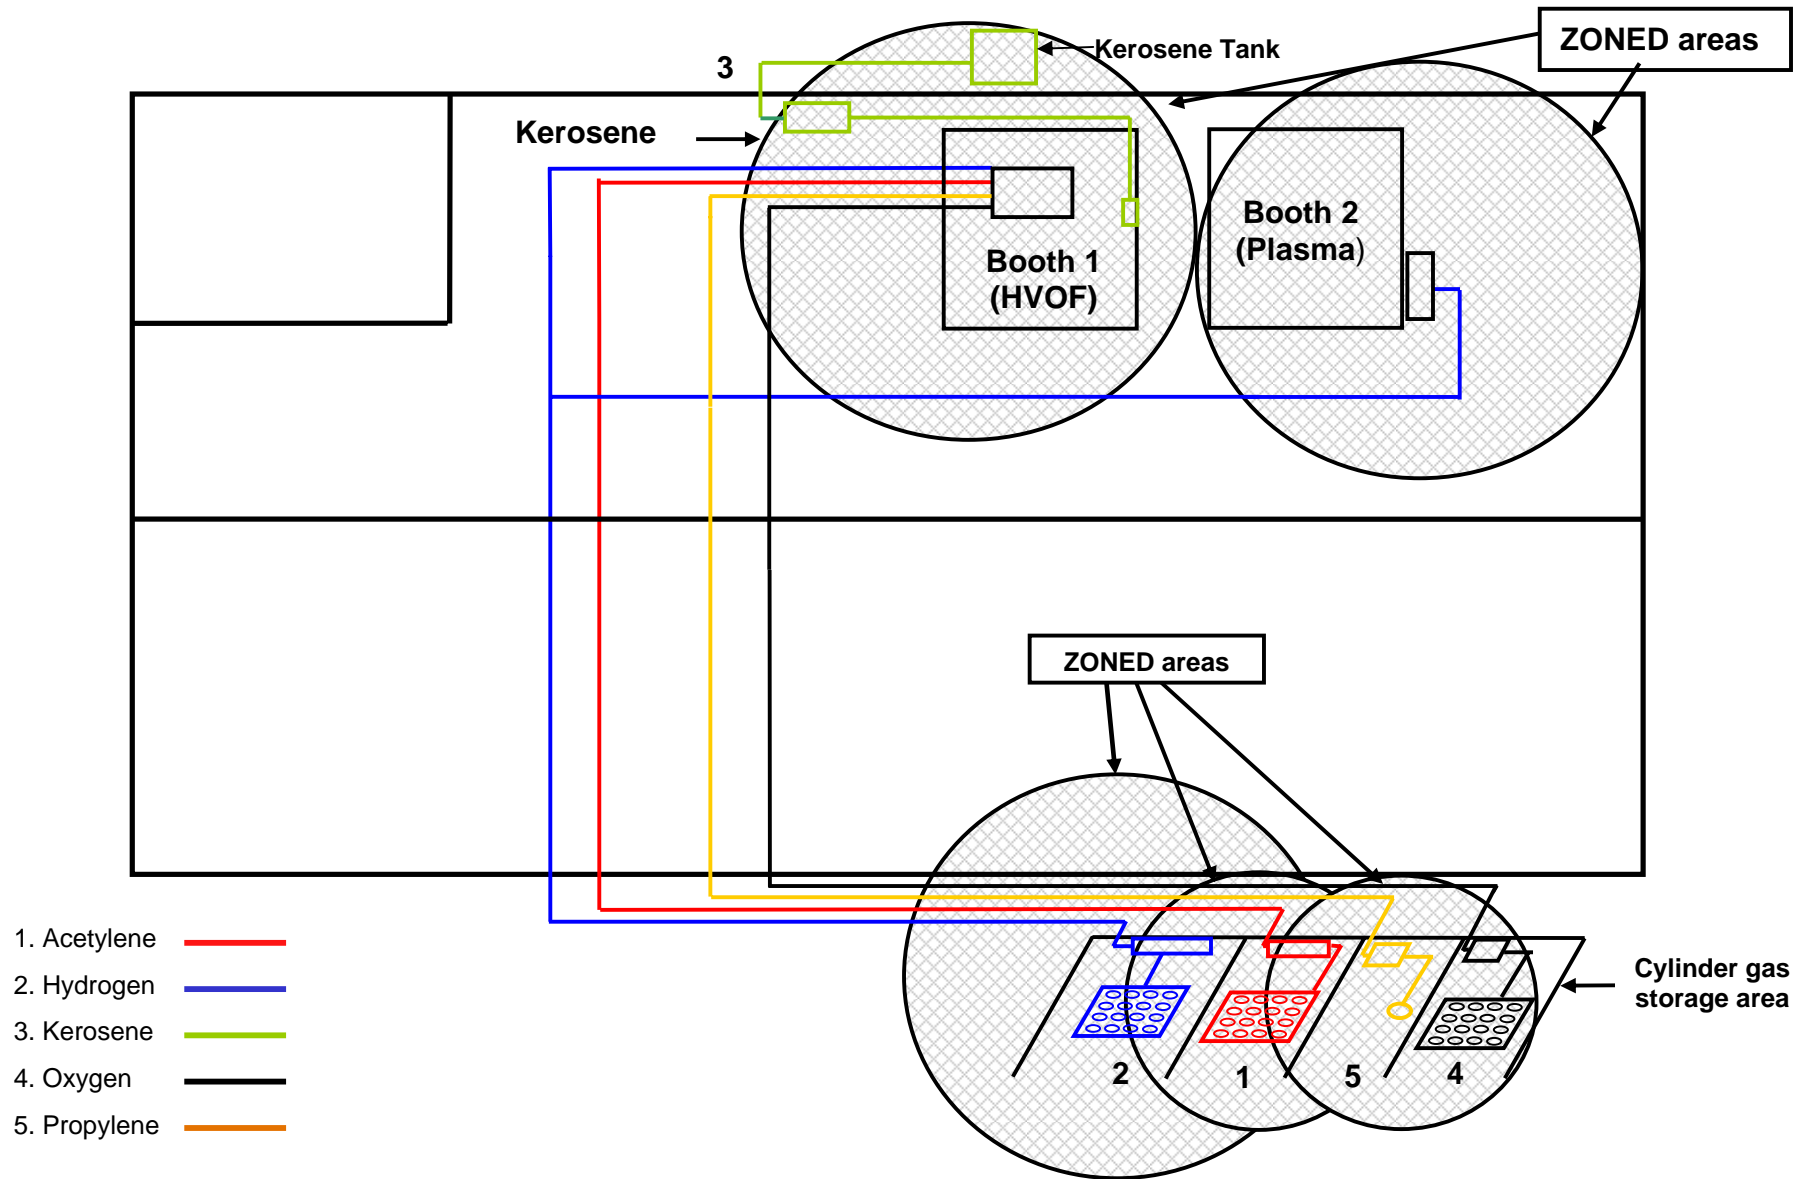 ZONED areas
Kerosene Tank
3
Kerosene
Booth 2
(Plasma)
Booth 1
(HVOF)
ZONED areas
1. Acetylene
2. Hydrogen
3. Kerosene
4. Oxygen
5. Propylene
Cylinder gas
storage area
2
1
5
4